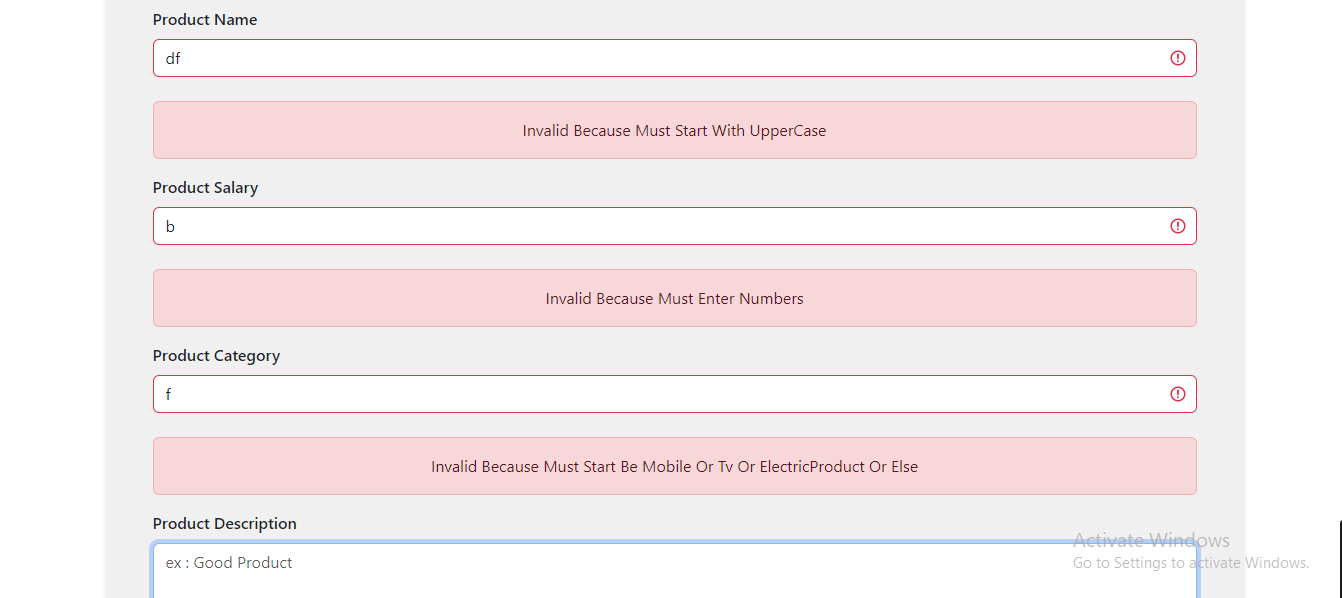 Product Name
df
Invalid Because Must Start With UpperCase
Product Salary
b
Invalid Because Must Enter Numbers
Product Category
f
Invalid Because Must Start Be Mobile Or Tv Or ElectricProduct Or Else
Product Description
ex : Good Product
Activate Windows
Go to Settings to activate Windows.